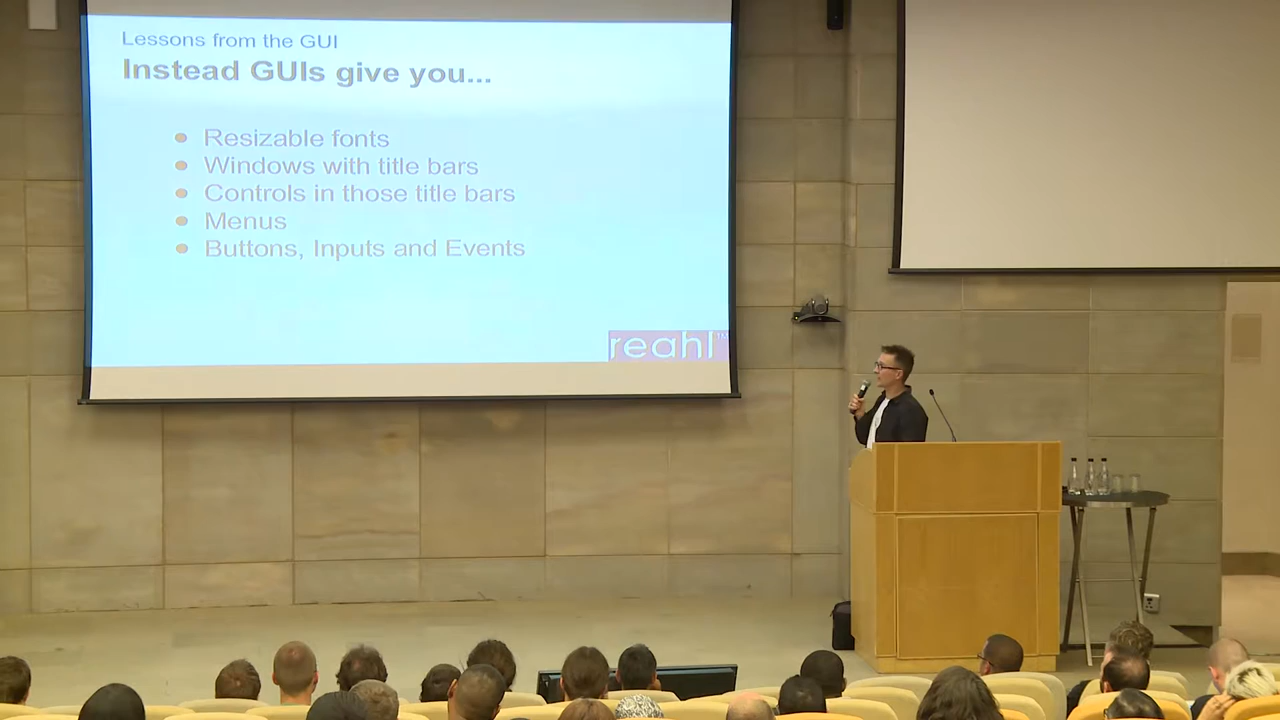 Lessons from the GUI
Instead GUIs give you...
Resizable fonts
Windows with title bars
Controls in those title bars
Menus
Buttons, Inputs and Events
reahl™